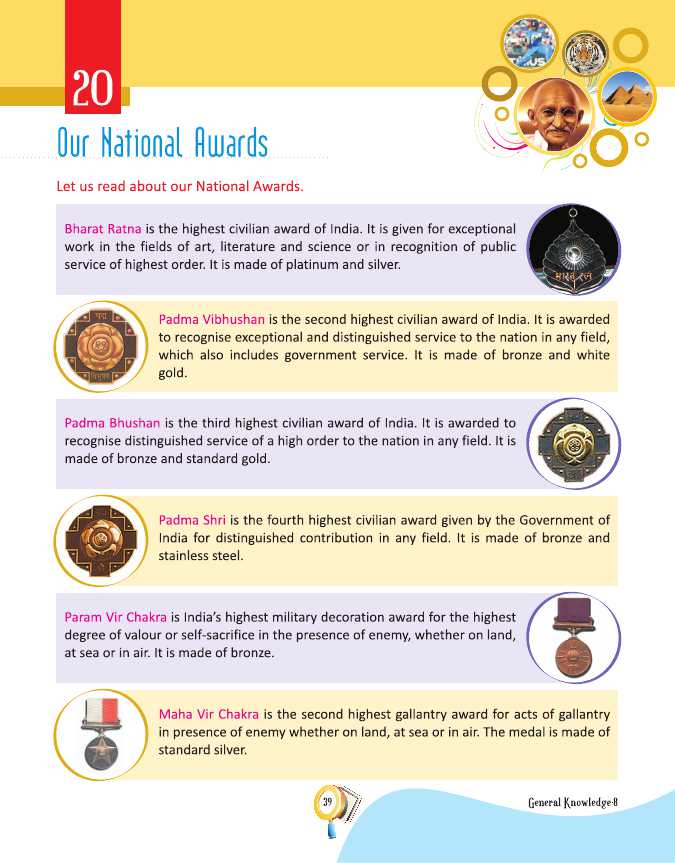 20
Our National Awards
Let us read about our National Awards.
Bharat Ratna is the highest civilian award of India. It is given for exceptional
work in the fields of art, literature and science or in recognition of public
service of highest order. It is made of platinum and silver.
भारत रत्न
Padma Vibhushan is the second highest civilian award of India. It is awarded
to recognise exceptional and distinguished service to the nation in any field,
which also includes government service. It is made of bronze and white
gold.
Padma Bhushan is the third highest civilian award of India. It is awarded to
recognise distinguished service of a high order to the nation in any field. It is
made of bronze and standard gold.
Padma Shri is the fourth highest civilian award given by the Government of
India for distinguished contribution in any field. It is made of bronze and
stainless steel.
Param Vir Chakra is India's highest military decoration award for the highest
degree of valour or self-sacrifice in the presence of enemy, whether on land,
at sea or in air. It is made of bronze.
Maha Vir Chakra is the second highest gallantry award for acts of gallantry
in presence of enemy whether on land, at sea or in air. The medal is made of
standard silver.
39
General Knowledge-8